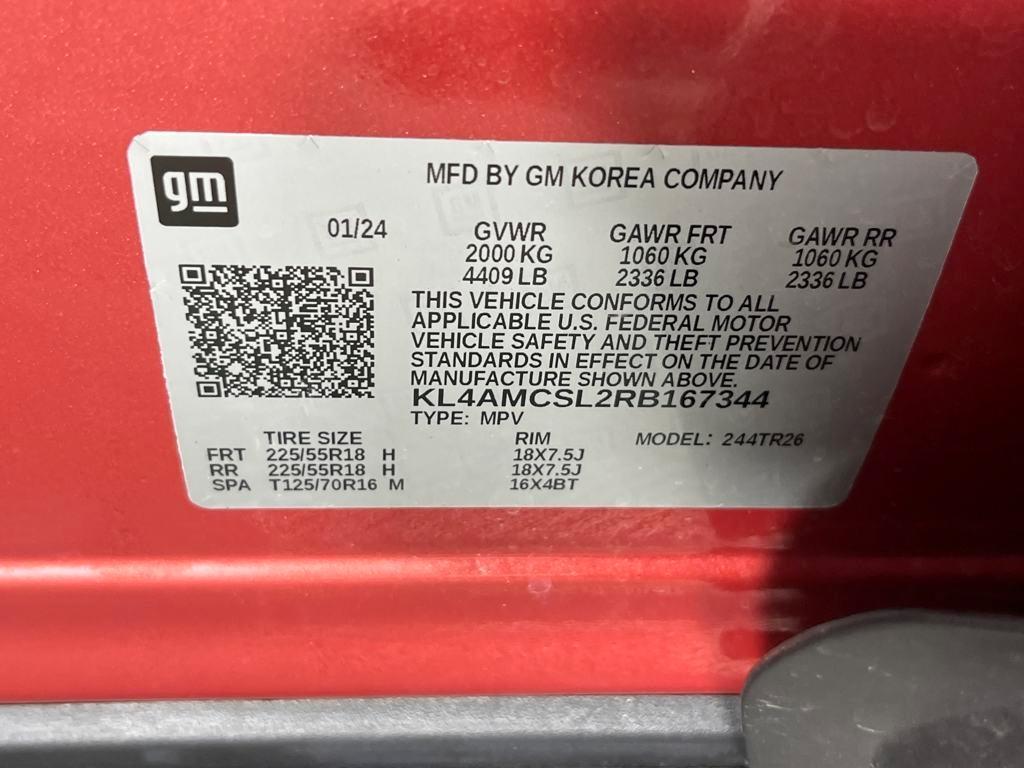 gm
MFD BY GM KOREA COMPANY
01/24 GVWR GAWR FRT GAWR RR
2000 KG 1060 KG 1060 KG
4409 LB 2336 LB 2336 LB
THIS VEHICLE CONFORMS TO ALL
APPLICABLE U.S. FEDERAL MOTOR
VEHICLE SAFETY AND THEFT PREVENTION
STANDARDS IN EFFECT ON THE DATE OF
MANUFACTURE SHOWN ABOVE.
KL4AMCSL2RB167344
TYPE: MPV
TIRE SIZE RIM MODEL: 244TR26
FRT 225/55R18 H 18X7.5J
RR 225/55R18 H 18X7.5J
SPA T125/70R16 M 16X4BT